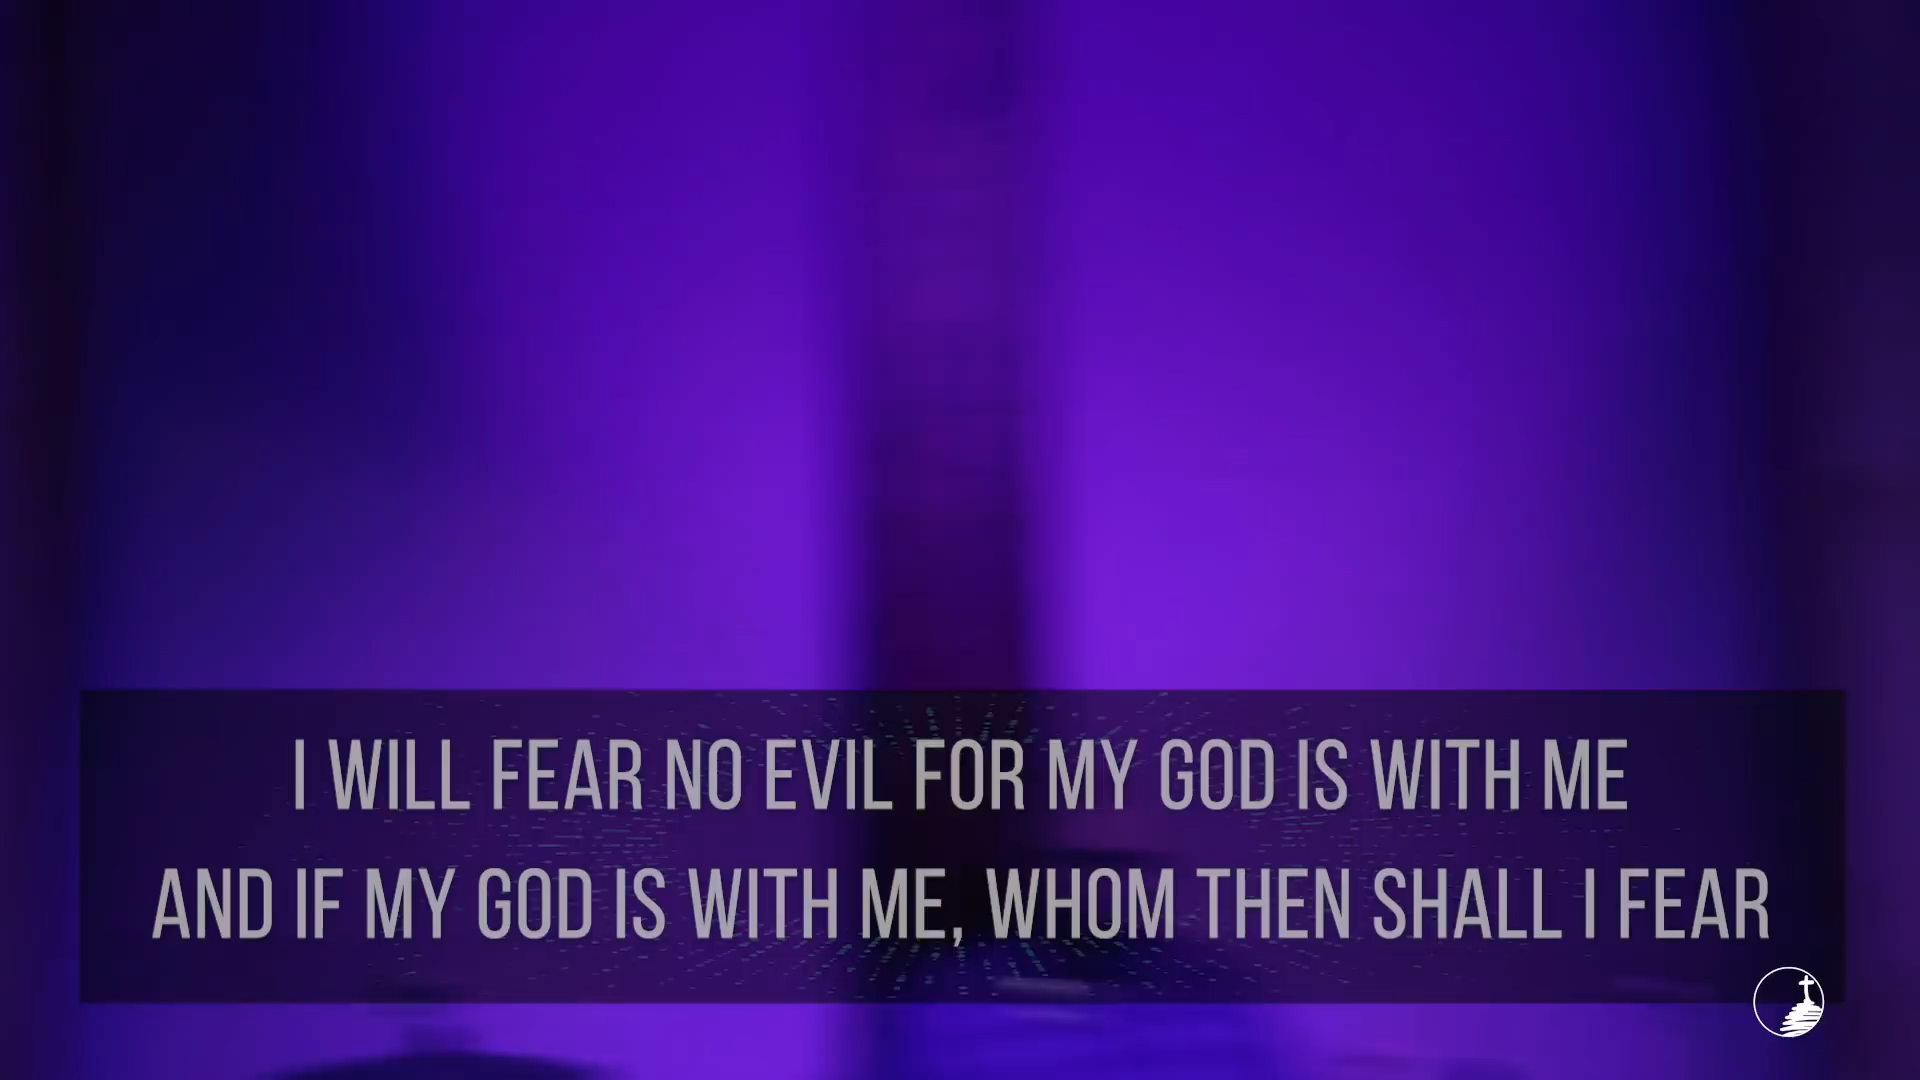 I WILL FEAR NO EVIL FOR MY GOD IS WITH ME
AND IF MY GOD IS WITH ME, WHOM THEN SHALL I FEAR